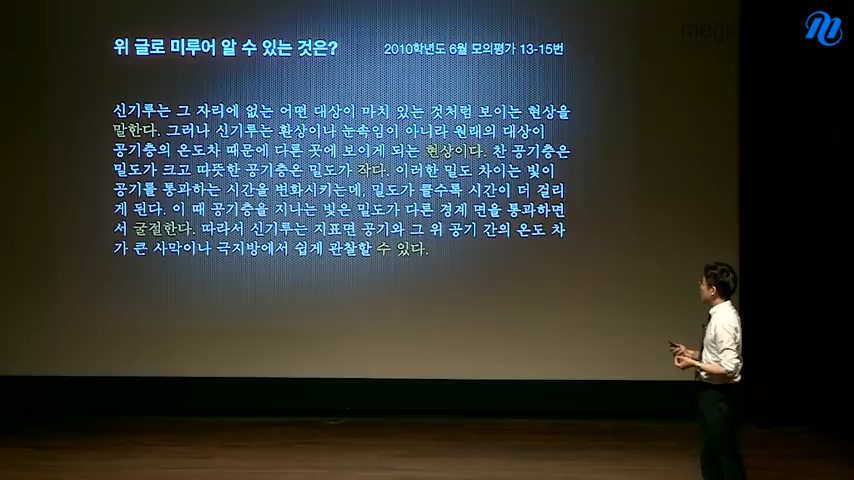 위 글로 미루어 알 수 있는 것은?
2010학년도 6월 모의평가 13-15번
신기루는 그 자리에 없는 어떤 대상이 마치 있는 것처럼 보이는 현상을
말한다. 그러나 신기루는 환상이나 눈속임이 아니라 원래의 대상이
공기층의 온도차 때문에 다른 곳에 보이게 되는 현상이다. 찬 공기층은
밀도가 크고 따뜻한 공기층은 밀도가 작다. 이러한 밀도 차이는 빛이
공기를 통과하는 시간을 변화시키는데, 밀도가 클수록 시간이 더 걸리
게 된다. 이 때 공기층을 지나는 빛은 밀도가 다른 경계 면을 통과하면
서 굴절한다. 따라서 신기루는 지표면 공기와 그 위 공기 간의 온도 차
가 큰 사막이나 극지방에서 쉽게 관찰할 수 있다.
mega